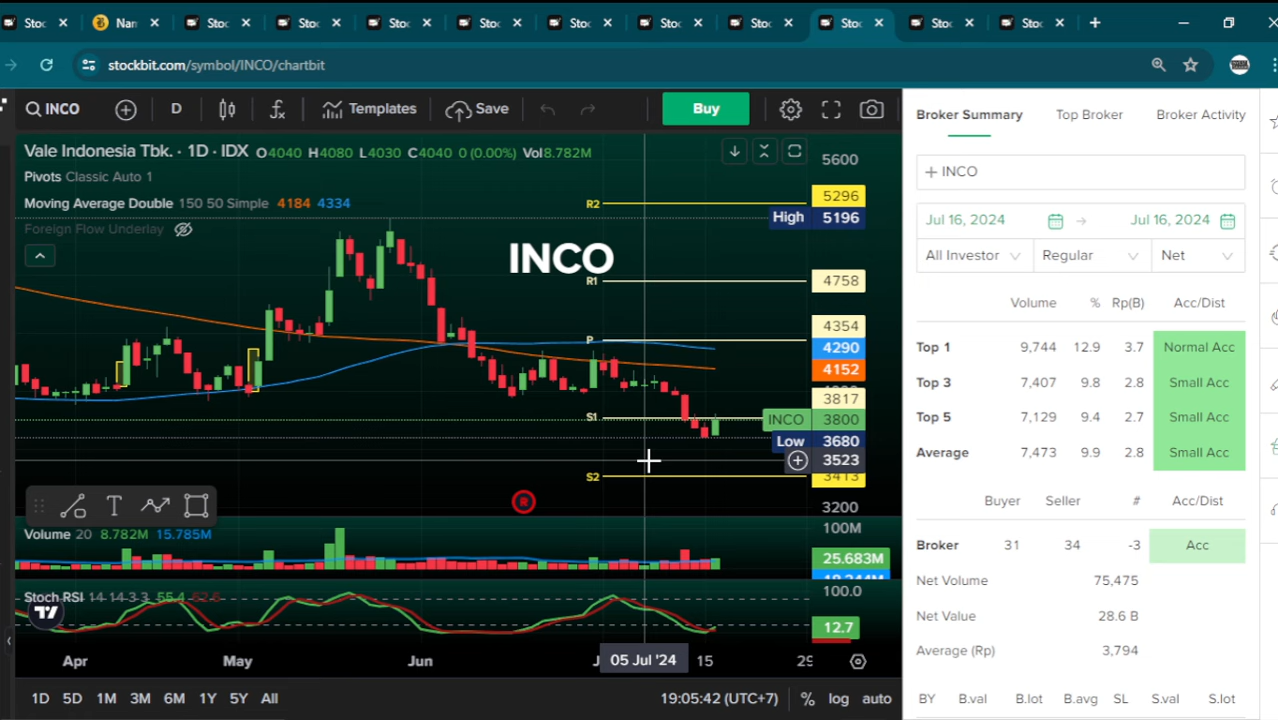 Stoc
Nan
Stoc
Stoc
Stoc
Stoc
Stoc
Stoc
Stoc
Stoc
Stoc
Stoc
stockbit.com/symbol/INCO/chartbit
INCO
D
Templates
Save
Buy
Vale Indonesia Tbk. · 1D · IDX O4040 H4080 L4030 C4040 0 (0.00%) Vol8.782M
Pivots Classic Auto 1
Moving Average Double 150 50 Simple 4184 4334
Foreign Flow Underlay
INCO
R2
R1
P
S1
S2
5600
5296
High 5196
4758
4354
4290
4152
3817
INCO 3800
Low 3680
3523
3413
3200
R
T
Volume 20 8.782M 15.785M
100M
25.683M
Stoch RSI 14 14 3 3 55.4 62.6
100.0
12.7
Apr
May
Jun
05 Jul '24
15
29
1D
5D
1M
3M
6M
1Y
5Y
All
19:05:42 (UTC+7)
%
log
auto
Broker Summary
Top Broker
Broker Activity
+ INCO
Jul 16, 2024 → Jul 16, 2024
All Investor
Regular
Net
Volume % Rp(B) Acc/Dist
Top 1 9,744 12.9 3.7 Normal Acc
Top 3 7,407 9.8 2.8 Small Acc
Top 5 7,129 9.4 2.7 Small Acc
Average 7,473 9.9 2.8 Small Acc
Buyer Seller # Acc/Dist
Broker 31 34 -3 Acc
Net Volume 75,475
Net Value 28.6 B
Average (Rp) 3,794
BY B.val B.lot B.avg SL S.val S.lot